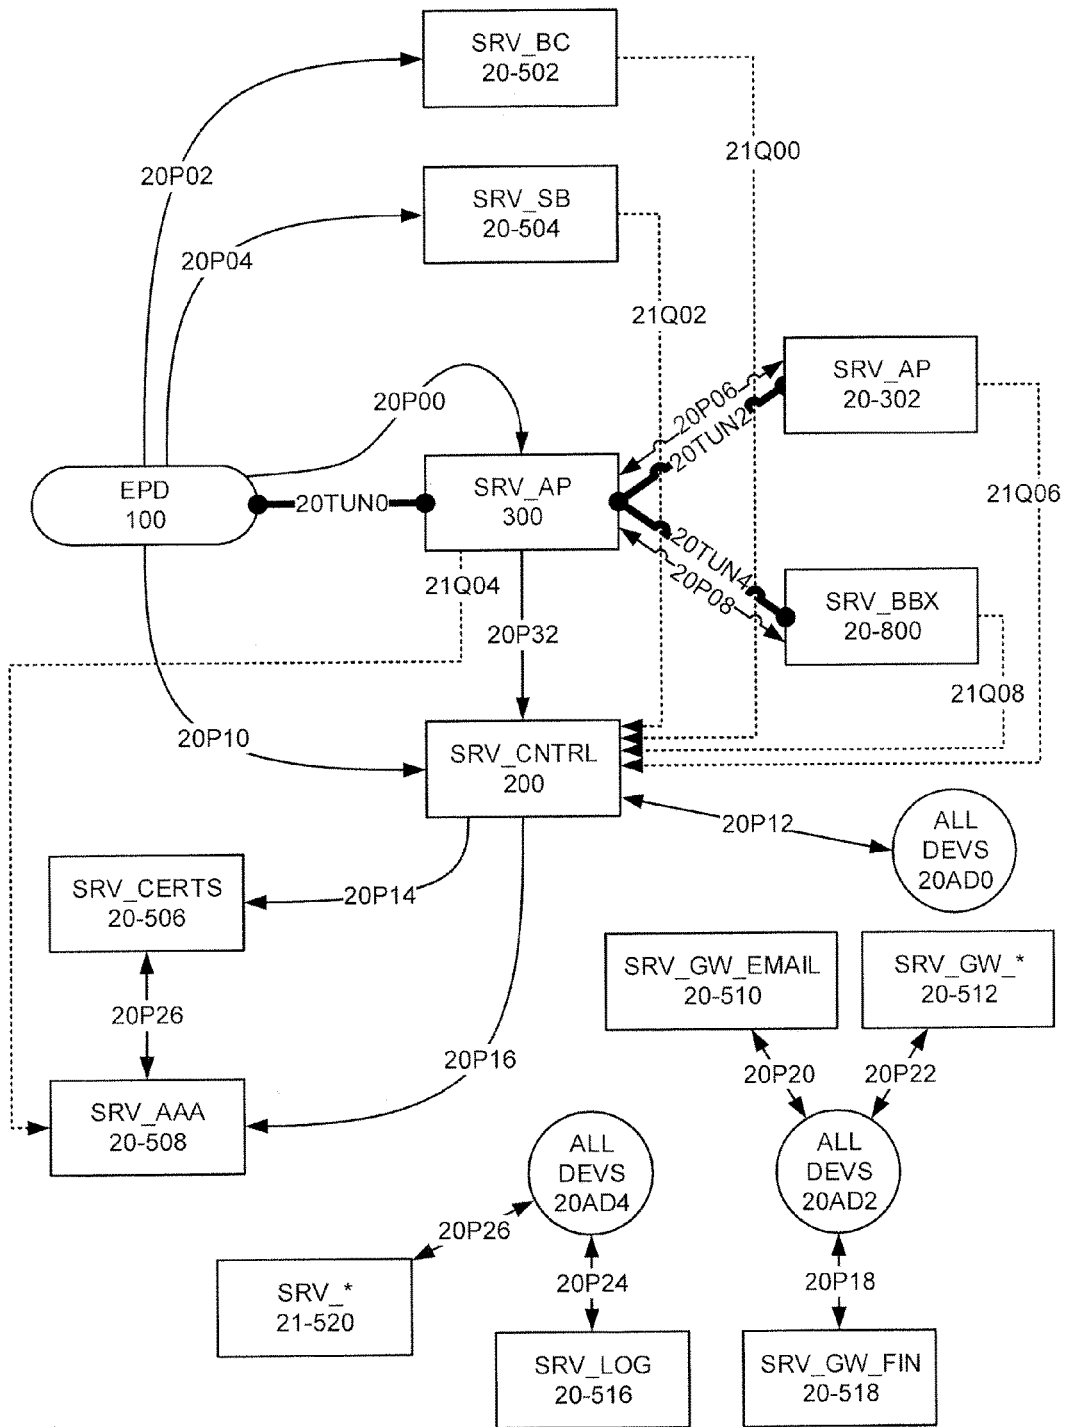 SRV_BC
20-502
21Q00
20P02
SRV_SB
20-504
20P04
21Q02
SRV_AP
20-302
20P06
20TUN2
20P00
EPD
100
20TUN0
SRV_AP
300
21Q06
20TUN4
20P08
21Q04
SRV_BBX
20-800
20P32
21Q08
20P10
SRV_CNTRL
200
20P12
ALL
DEVS
20AD0
SRV_CERTS
20-506
20P14
SRV_GW_EMAIL
20-510
SRV_GW_*
20-512
20P26
20P16
20P20
20P22
SRV_AAA
20-508
ALL
DEVS
20AD4
ALL
DEVS
20AD2
20P26
20P24
20P18
SRV_*
21-520
SRV_LOG
20-516
SRV_GW_FIN
20-518